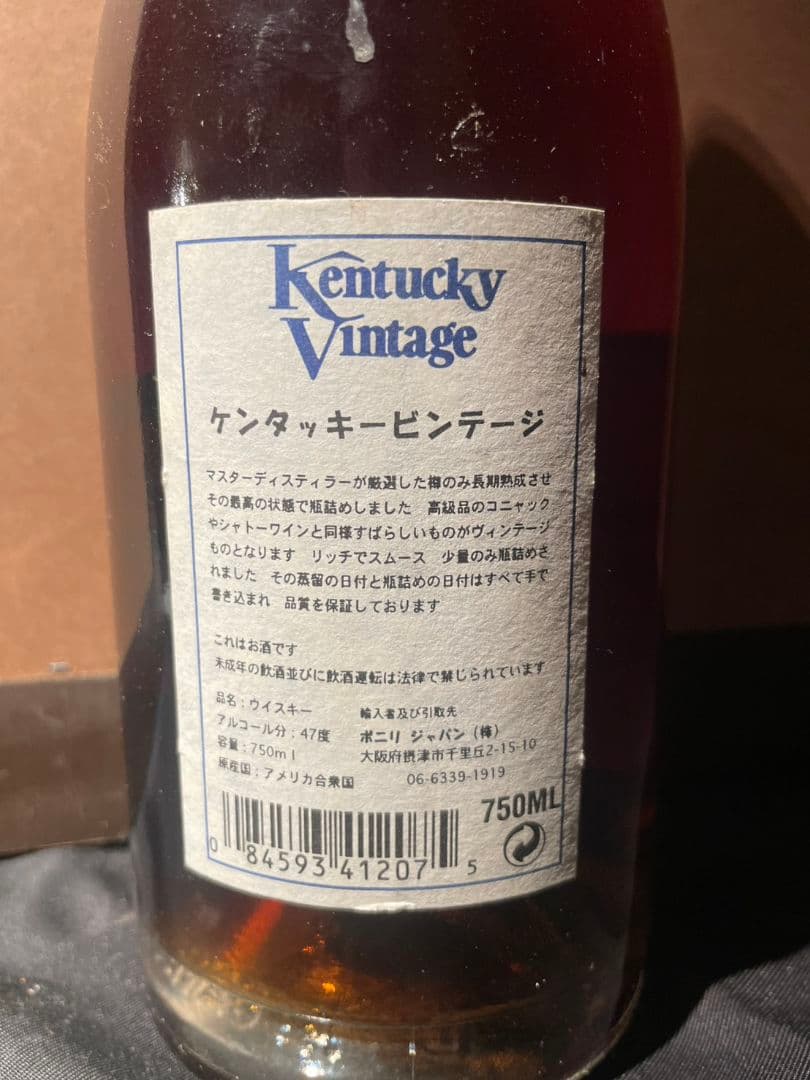 Kentucky
Vintage
ケンタッキービンテージ
マスターディスティラーが厳選した樽のみ長期熟成させ
その最高の状態で瓶詰めしました　高級品のコニャック
やシャトーワインと同様すばらしいものがヴィンテージ
ものとなります　リッチでスムース　少量のみ瓶詰めさ
れました　その蒸留の日付と瓶詰めの日付はすべて手で
書き込まれ　品質を保証しております
これはお酒です
未成年の飲酒並びに飲酒運転は法律で禁じられています
品名：ウイスキー
アルコール分：47度
容量：750ml
原産国：アメリカ合衆国
輸入者及び引取先
ボニリ ジャパン（株）
大阪府摂津市千里丘2-15-10
06-6339-1919
750ML
0 84593 41207 5